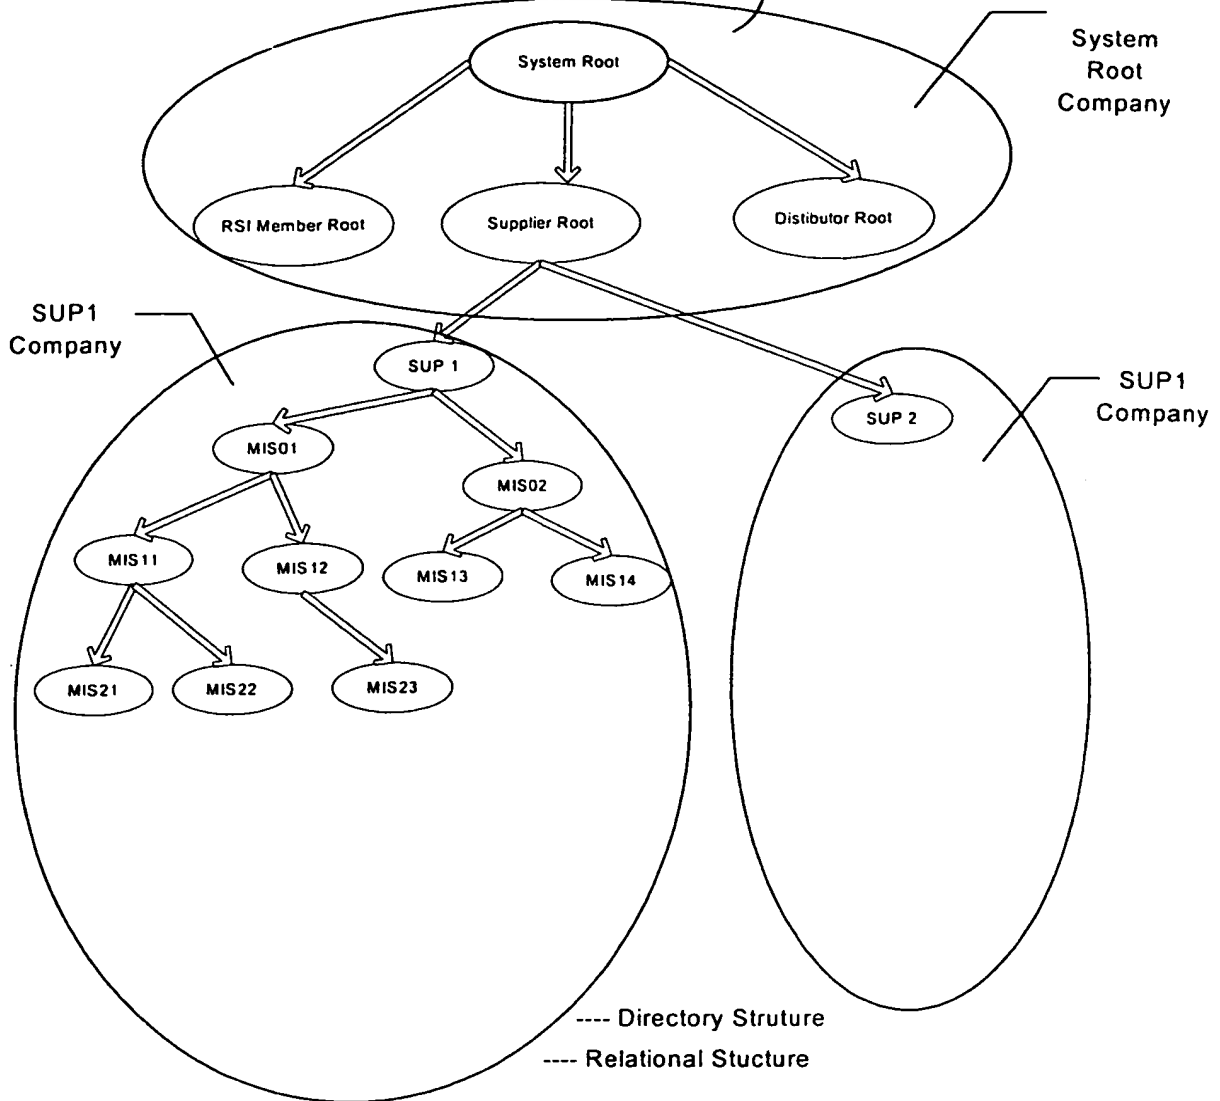 System
Root
Company
System Root
RSI Member Root
Supplier Root
Distibutor Root
SUP1
Company
SUP 1
SUP 2
SUP1
Company
MIS01
MIS02
MIS11
MIS12
MIS13
MIS14
MIS21
MIS22
MIS23
---- Directory Struture
---- Relational Stucture